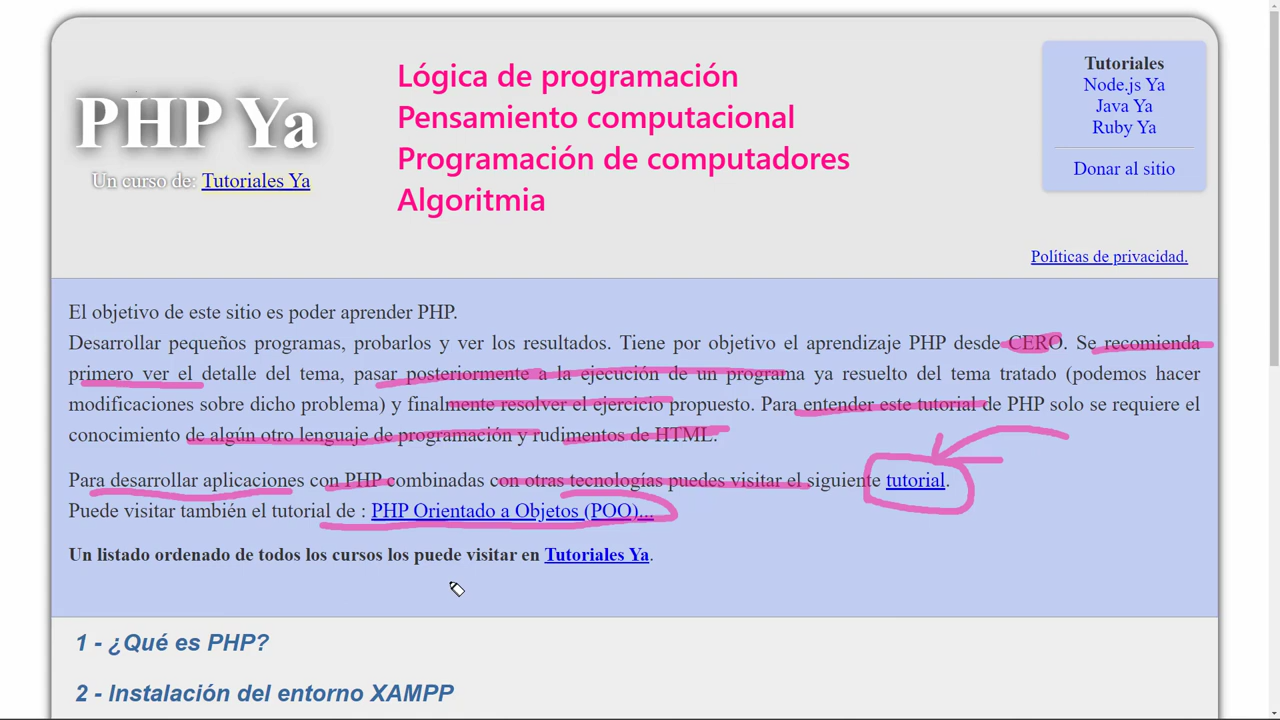 PHP Ya
Un curso de: Tutoriales Ya
Lógica de programación
Pensamiento computacional
Programación de computadores
Algoritmia
Tutoriales
Node.js Ya
Java Ya
Ruby Ya
Donar al sitio
Políticas de privacidad.
El objetivo de este sitio es poder aprender PHP.
Desarrollar pequeños programas, probarlos y ver los resultados. Tiene por objetivo el aprendizaje PHP desde CERO. Se recomienda
primero ver el detalle del tema, pasar posteriormente a la ejecución de un programa ya resuelto del tema tratado (podemos hacer
modificaciones sobre dicho problema) y finalmente resolver el ejercicio propuesto. Para entender este tutorial de PHP solo se requiere el
conocimiento de algún otro lenguaje de programación y rudimentos de HTML.
Para desarrollar aplicaciones con PHP combinadas con otras tecnologías puedes visitar el siguiente tutorial.
Puede visitar también el tutorial de : PHP Orientado a Objetos (POO)...
Un listado ordenado de todos los cursos los puede visitar en Tutoriales Ya.
1 - ¿Qué es PHP?
2 - Instalación del entorno XAMPP